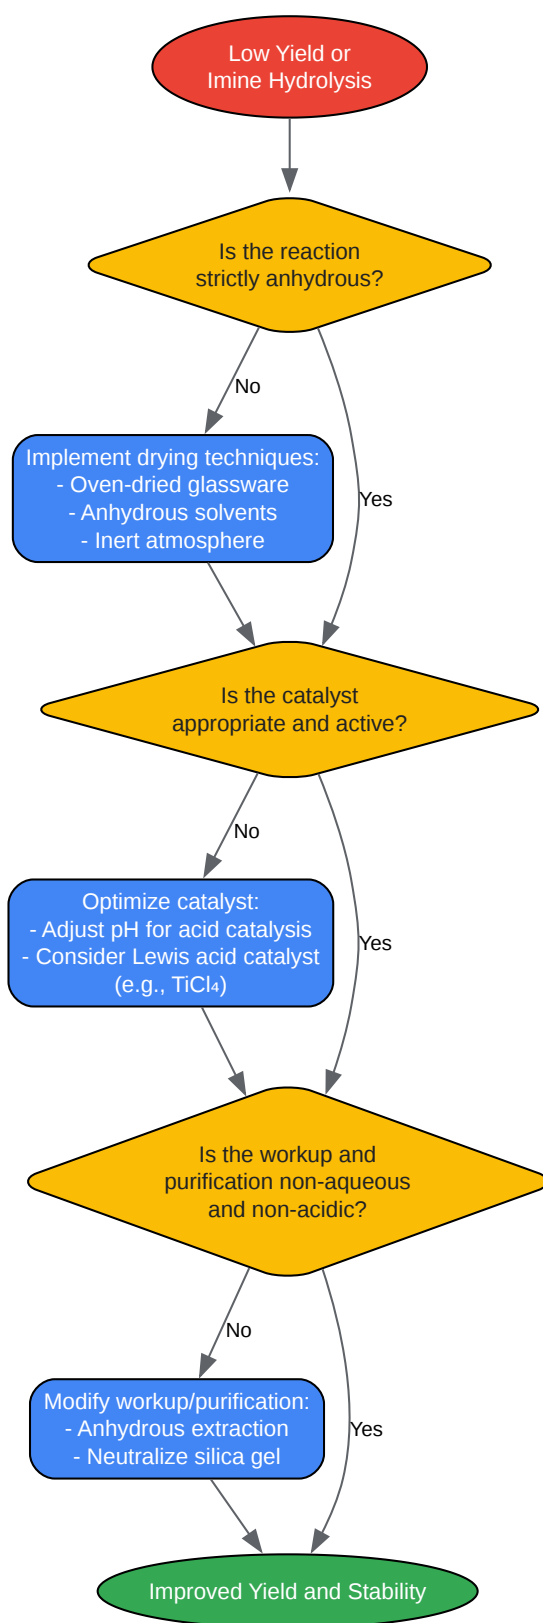 Low Yield or
Imine Hydrolysis
Is the reaction
strictly anhydrous?
No
Implement drying techniques:
- Oven-dried glassware
- Anhydrous solvents
- Inert atmosphere
Yes
Is the catalyst
appropriate and active?
No
Optimize catalyst:
- Adjust pH for acid catalysis
- Consider Lewis acid catalyst
(e.g., TiCl₄)
Yes
Is the workup and
purification non-aqueous
and non-acidic?
No
Modify workup/purification:
- Anhydrous extraction
- Neutralize silica gel
Yes
Improved Yield and Stability